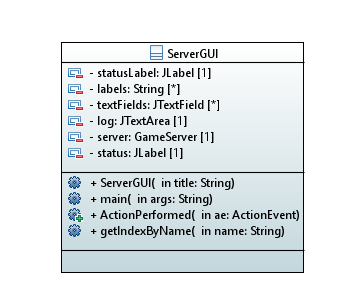 ServerGUI
- statusLabel: JLabel [1]
- labels: String [*]
- textFields: JTextField [*]
- log: JTextArea [1]
- server: GameServer [1]
- status: JLabel [1]
+ ServerGUI( in title: String)
+ main( in args: String)
+ ActionPerformed( in ae: ActionEvent)
+ getIndexByName( in name: String)